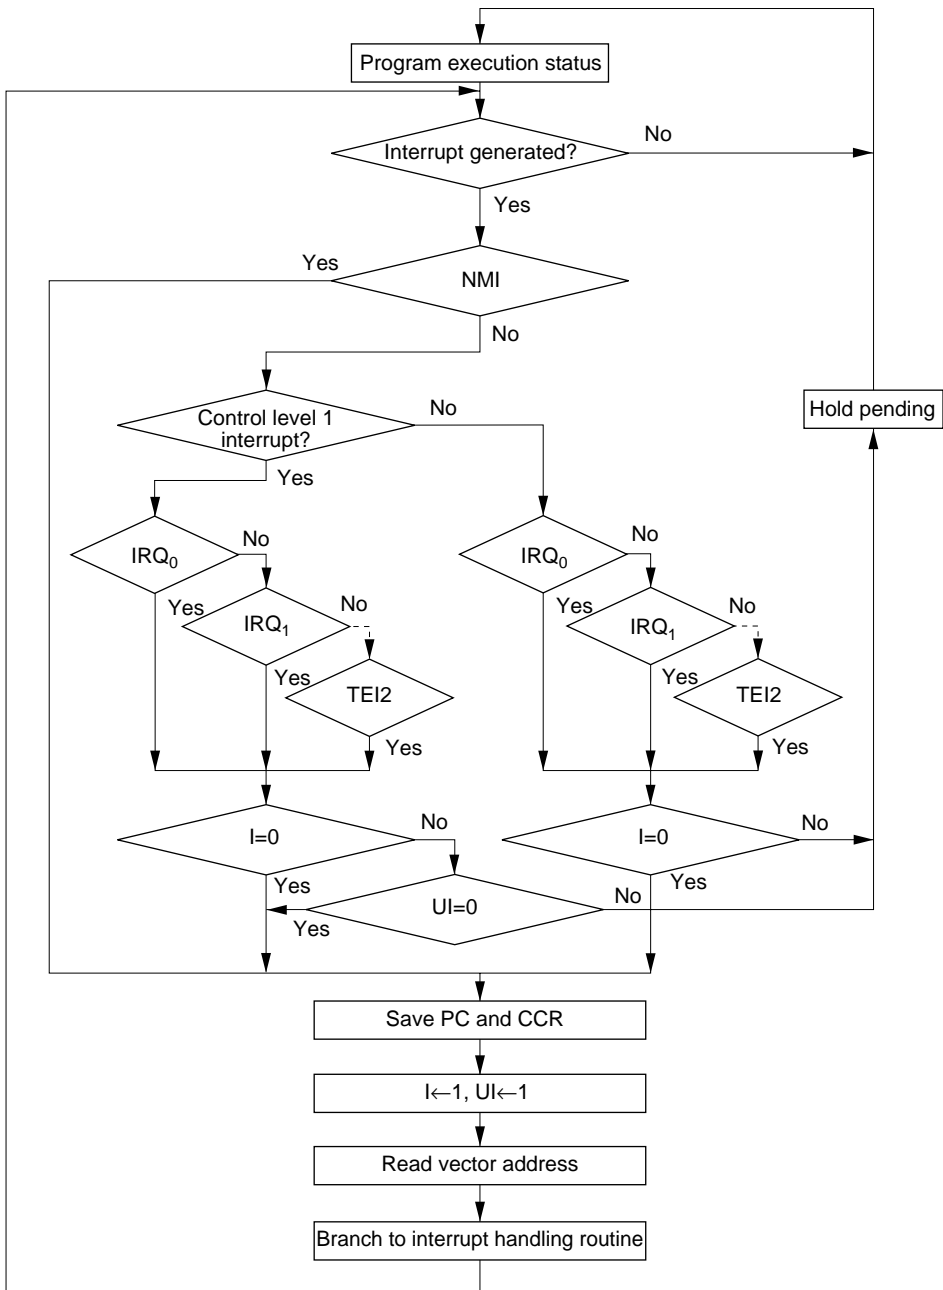 Program execution status
Interrupt generated?
No
Yes
Yes
NMI
No
Control level 1
interrupt?
No
Hold pending
Yes
IRQ0
No
IRQ0
No
Yes
IRQ1
No
Yes
IRQ1
No
Yes
TEI2
Yes
TEI2
Yes
Yes
I=0
No
I=0
No
Yes
UI=0
No
Yes
Yes
Save PC and CCR
I←1, UI←1
Read vector address
Branch to interrupt handling routine